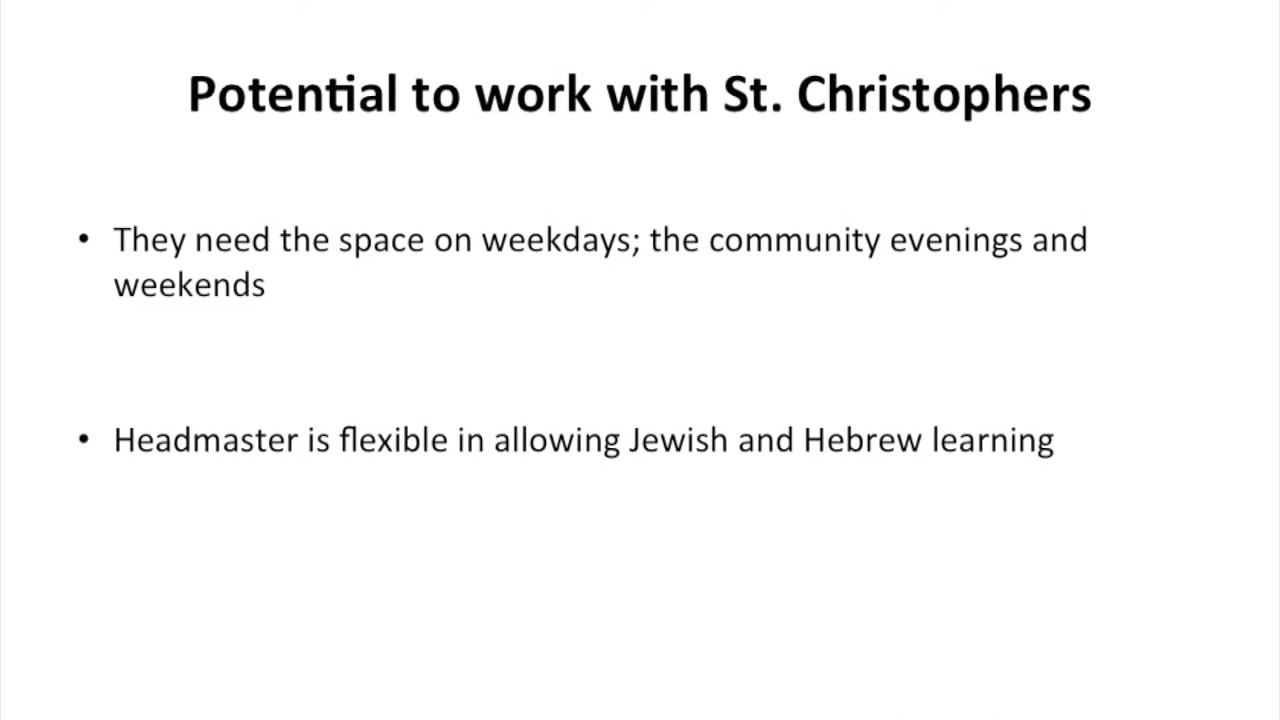 Potential to work with St. Christophers
• They need the space on weekdays; the community evenings and
weekends
• Headmaster is flexible in allowing Jewish and Hebrew learning